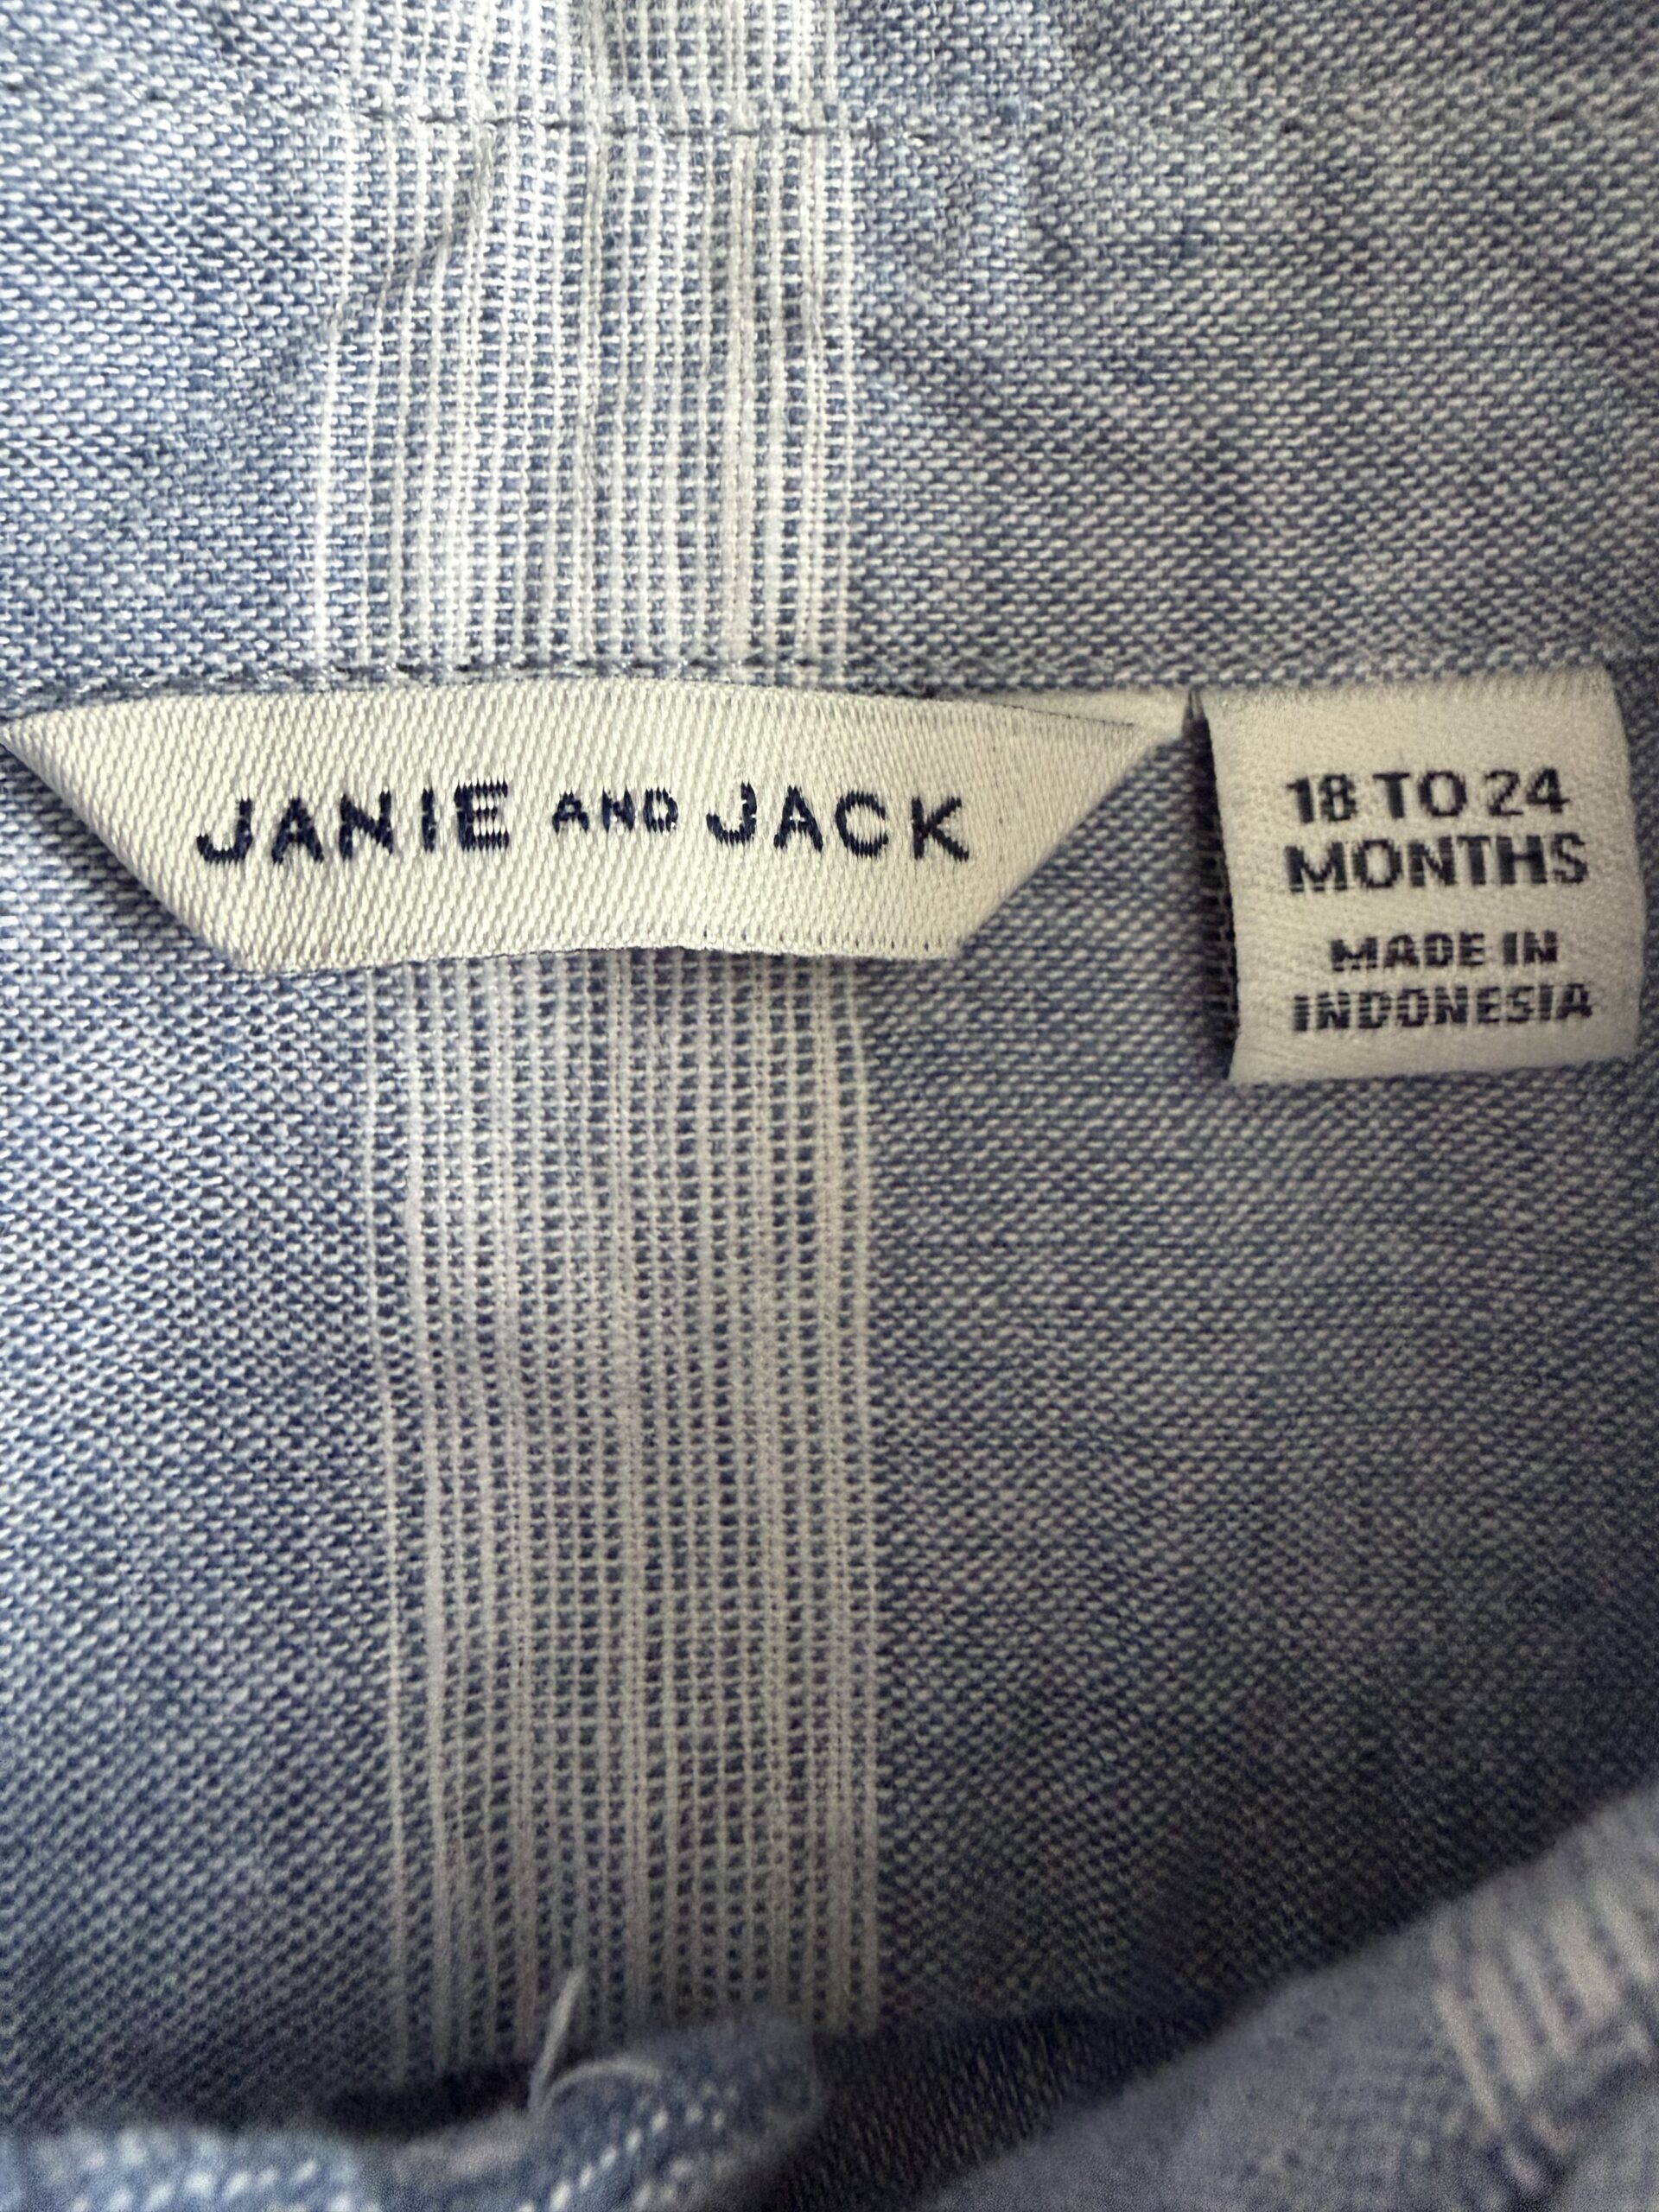 JANIE AND JACK
18 TO 24
MONTHS
MADE IN
INDONESIA